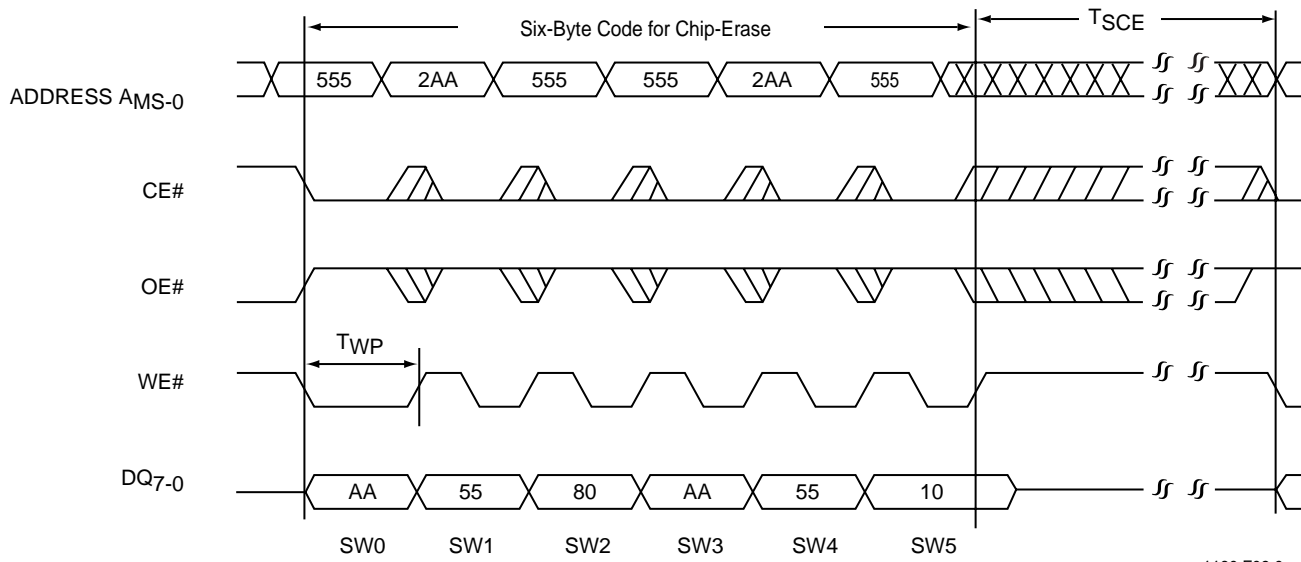 Six-Byte Code for Chip-Erase
TSCE
ADDRESS AMS-0
555 2AA 555 555 2AA 555
CE#
OE#
TWP
WE#
DQ7-0
AA 55 80 AA 55 10
SW0 SW1 SW2 SW3 SW4 SW5